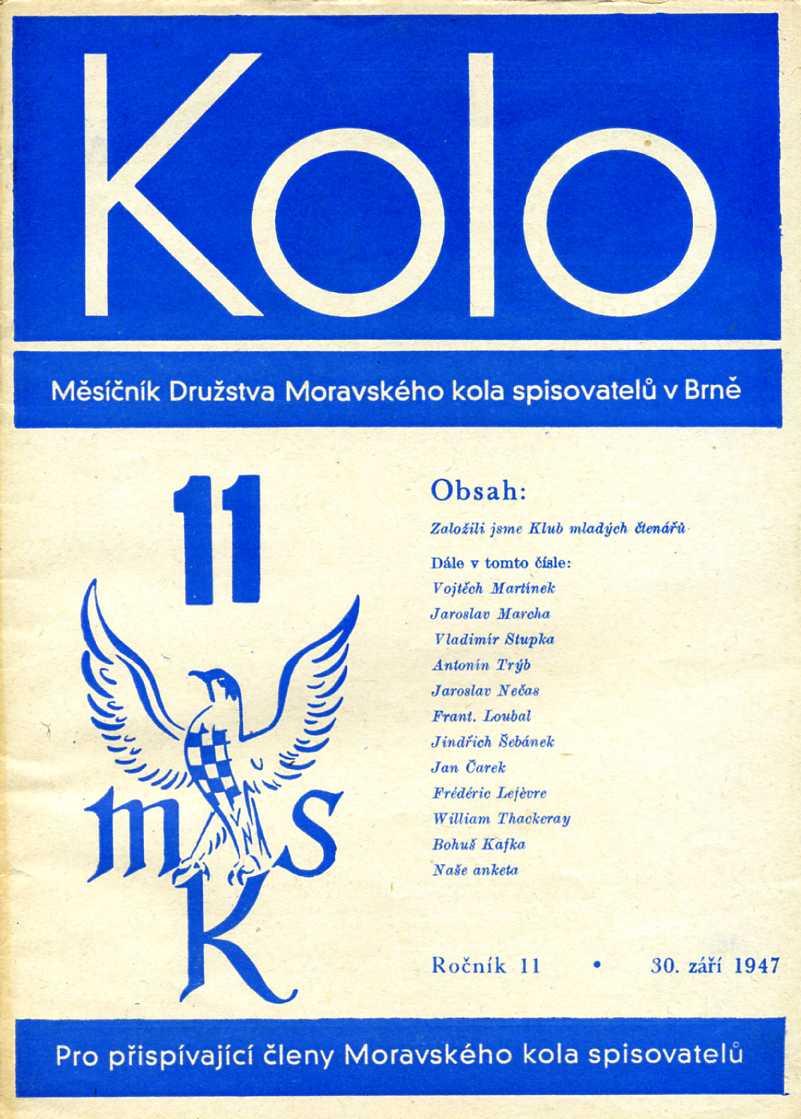 Kolo
Měsíčník Družstva Moravského kola spisovatelů v Brně
11
m S
K
Obsah:
Založili jsme Klub mladých čtenářů
Dále v tomto čísle:
Vojtěch Martínek
Jaroslav Marcha
Vladimír Stupka
Antonín Trýb
Jaroslav Nečas
Frant. Loubal
Jindřich Šebánek
Jan Čarek
Frédéric Lefèvre
William Thackeray
Bohuš Kafka
Naše anketa
Ročník 11 • 30. září 1947
Pro přispívající členy Moravského kola spisovatelů